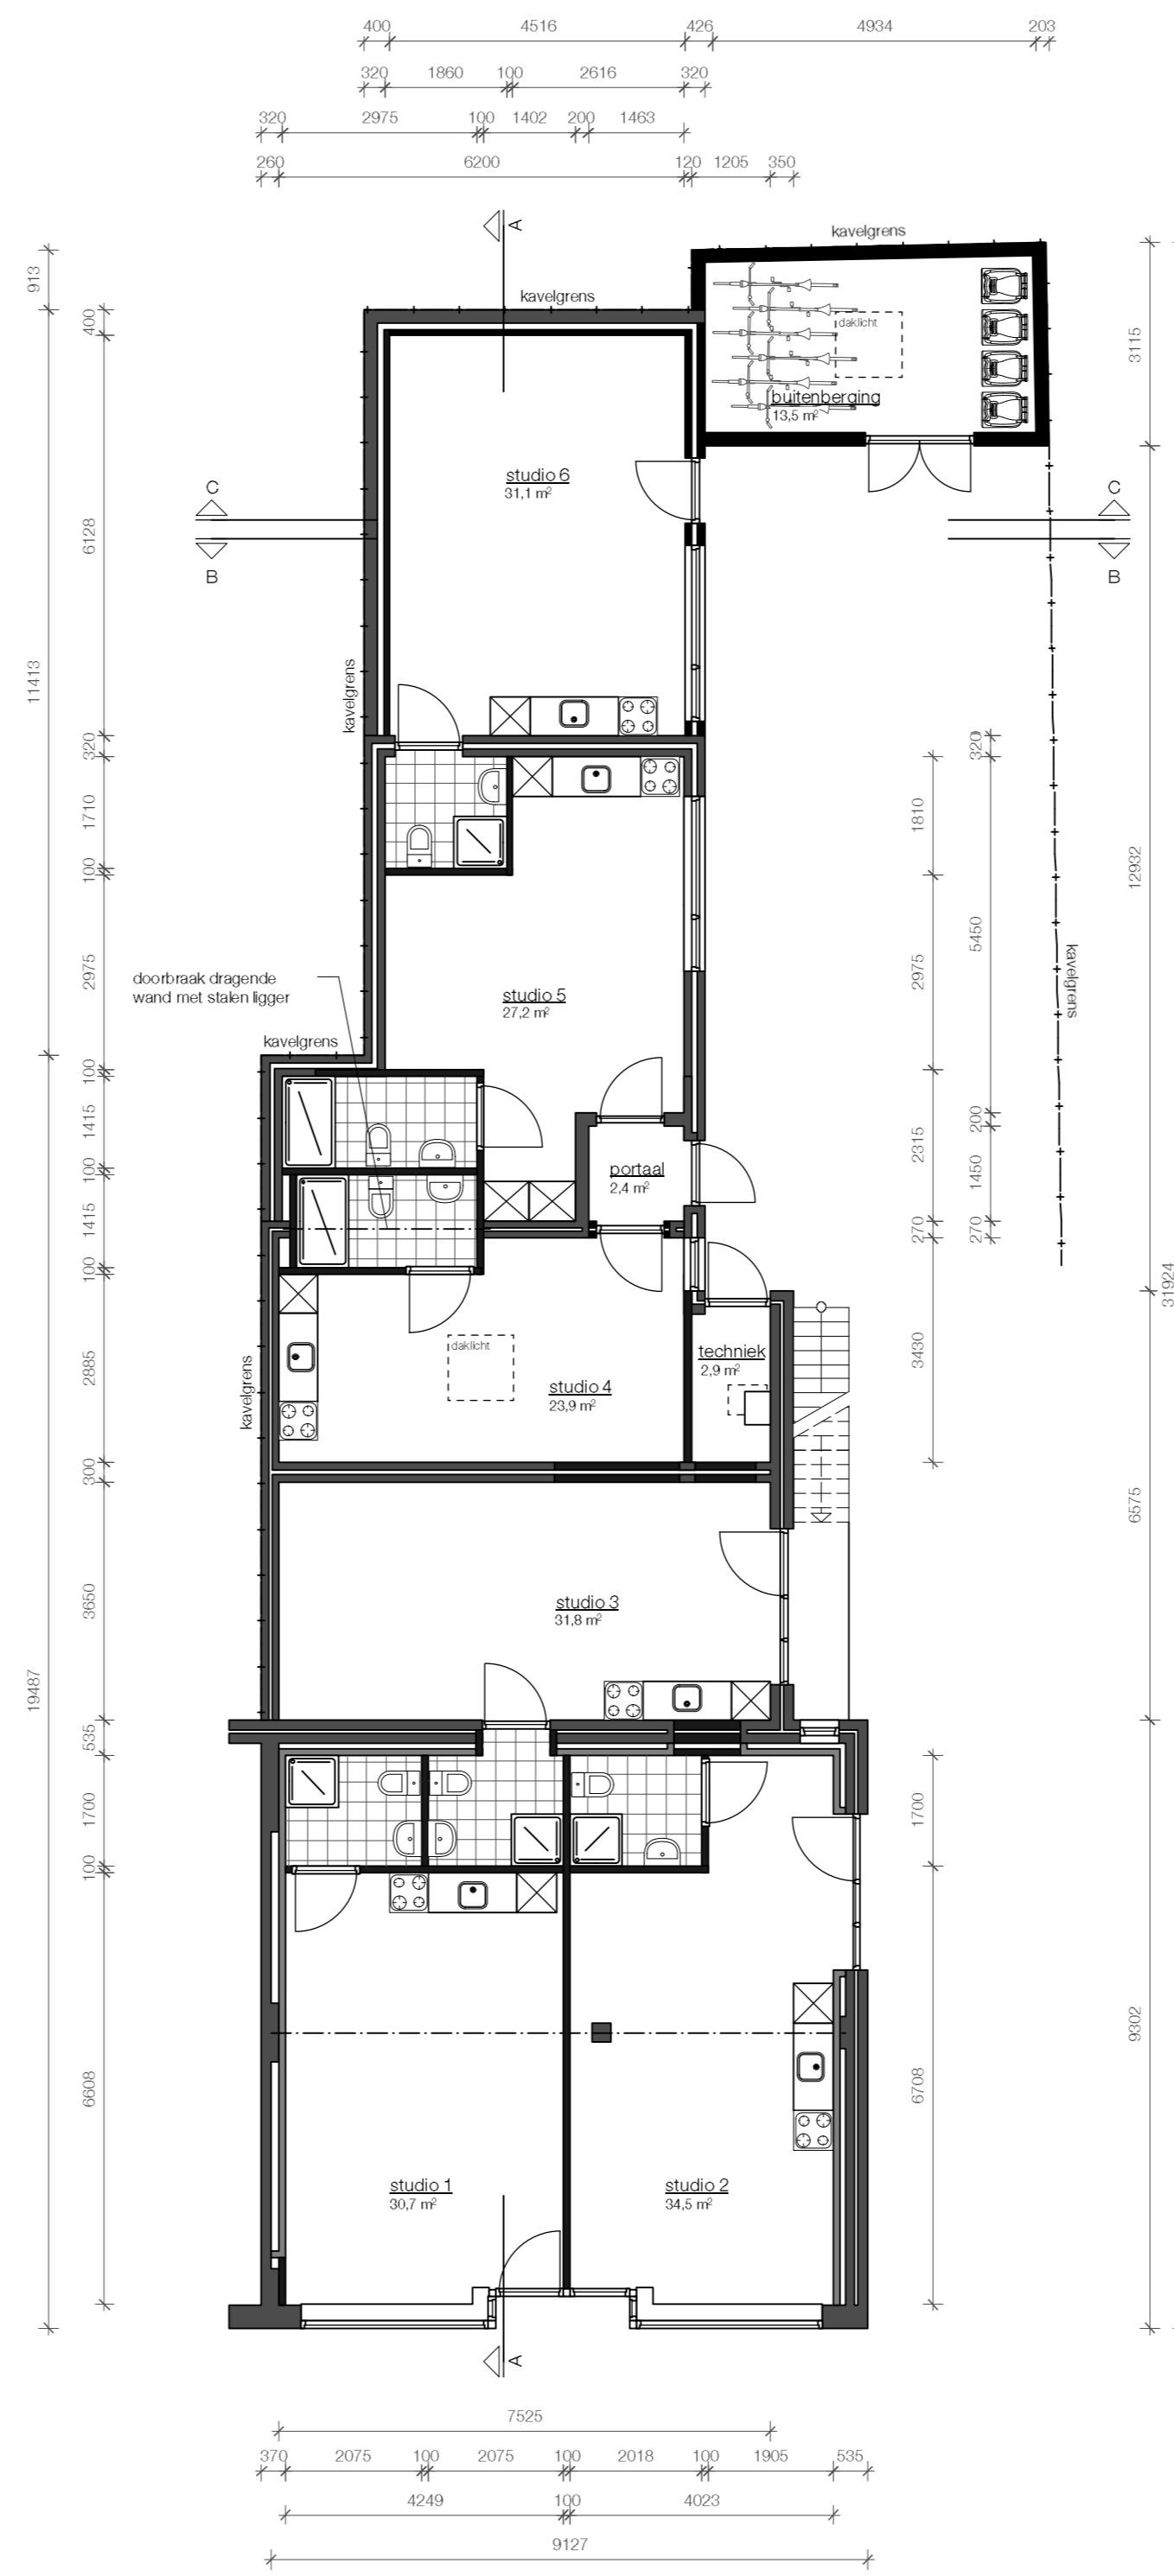 400 4516 426 4934 203
320 1860 100 2616 320
320 2975 100 1402 200 1463
260 6200 120 1205 350
A
kavelgrens
kavelgrens
913
400
daklicht
3115
buitenberging
13,5 m²
studio 6
31,1 m²
C
C
B
B
6128
11413
kavelgrens
320
320
1710
1810
100
12932
2975
5450
2975
kavelgrens
doorbraak dragende
wand met stalen ligger
studio 5
27,2 m²
kavelgrens
100
1415
200
2315
portaal
2,4 m²
100
1450
1415
270
270
100
31924
daklicht
techniek
2,9 m²
3430
2885
kavelgrens
studio 4
23,9 m²
300
6575
3650
studio 3
31,8 m²
19487
535
1700
1700
100
9302
6608
6708
studio 1
30,7 m²
studio 2
34,5 m²
A
7525
370 2075 100 2075 100 2018 100 1905 535
4249 100 4023
9127